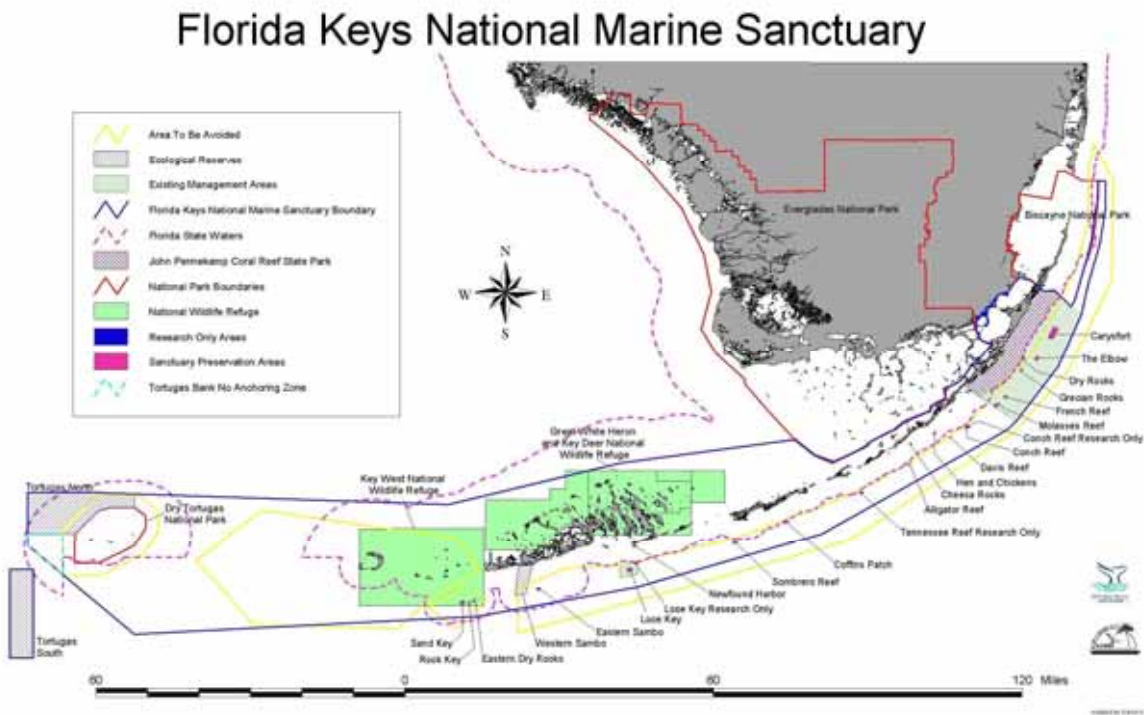 Florida Keys National Marine Sanctuary
Area To Be Avoided
Ecological Reserves
Existing Management Areas
Florida Keys National Marine Sanctuary Boundary
Florida State Waters
John Pennekamp Coral Reef State Park
National Park Boundaries
National Wildlife Refuge
Research Only Areas
Sanctuary Preservation Areas
Tortugas Bank No Anchoring Zone
N
W
E
S
Everglades National Park
Biscayne National Park
Carysfort
The Elbow
Dry Rocks
Grecian Rocks
French Reef
Molasses Reef
Conch Reef Research Only
Conch Reef
Davis Reef
Hen and Chickens
Cheeca Rocks
Alligator Reef
Tennessee Reef Research Only
Coffins Patch
Sombrero Reef
Newfound Harbor
Looe Key Research Only
Looe Key
Eastern Sambo
Western Sambo
Eastern Dry Rocks
Rock Key
Sand Key
Great White Heron
and Key Deer National
Wildlife Refuge
Key West National
Wildlife Refuge
Tortugas North
Dry Tortugas
National Park
Tortugas
South
60
0
60
120 Miles